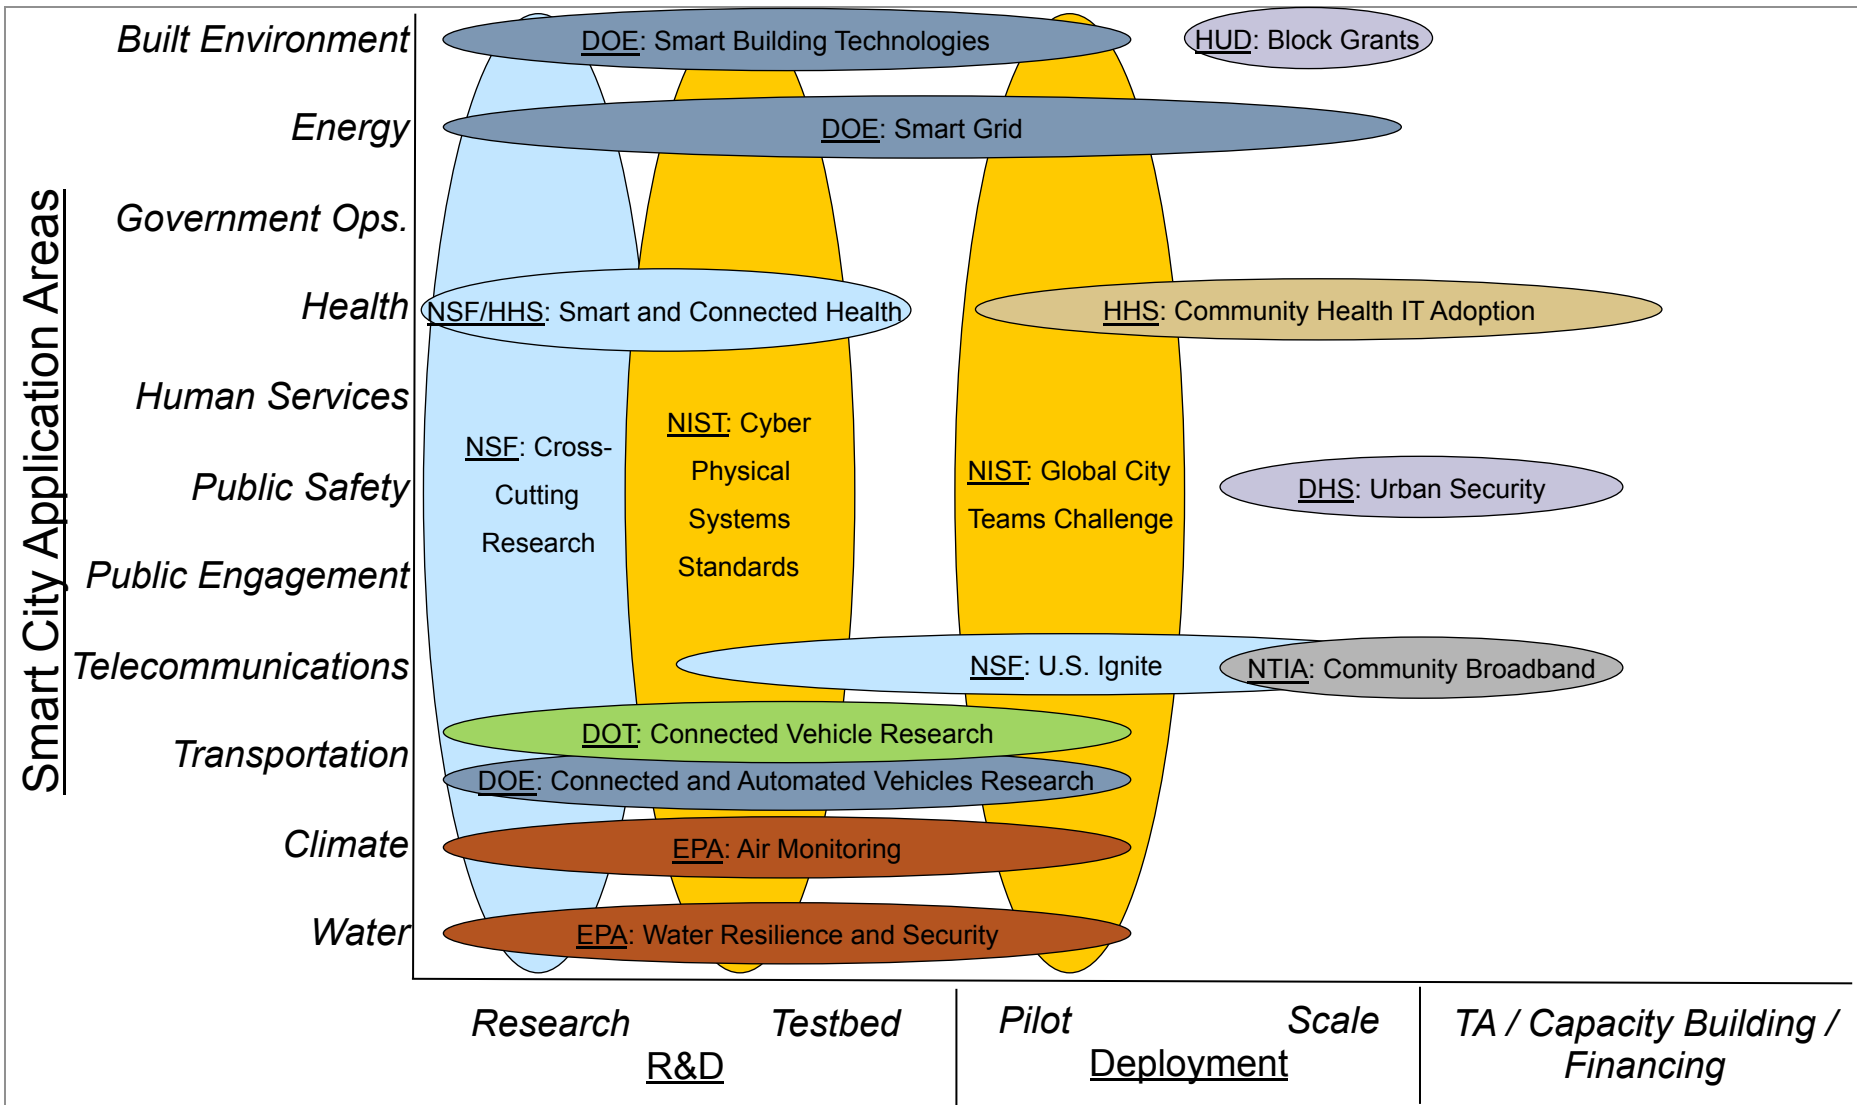 Smart City Application Areas
Built Environment
DOE: Smart Building Technologies
HUD: Block Grants
Energy
DOE: Smart Grid
Government Ops.
Health
NSF/HHS: Smart and Connected Health
HHS: Community Health IT Adoption
Human Services
NSF: Cross-
Cutting
Research
NIST: Cyber
Physical
Systems
Standards
NIST: Global City
Teams Challenge
Public Safety
DHS: Urban Security
Public Engagement
Telecommunications
NSF: U.S. Ignite
NTIA: Community Broadband
Transportation
DOT: Connected Vehicle Research
DOE: Connected and Automated Vehicles Research
Climate
EPA: Air Monitoring
Water
EPA: Water Resilience and Security
Research
Testbed
R&D
Pilot
Scale
Deployment
TA / Capacity Building /
Financing